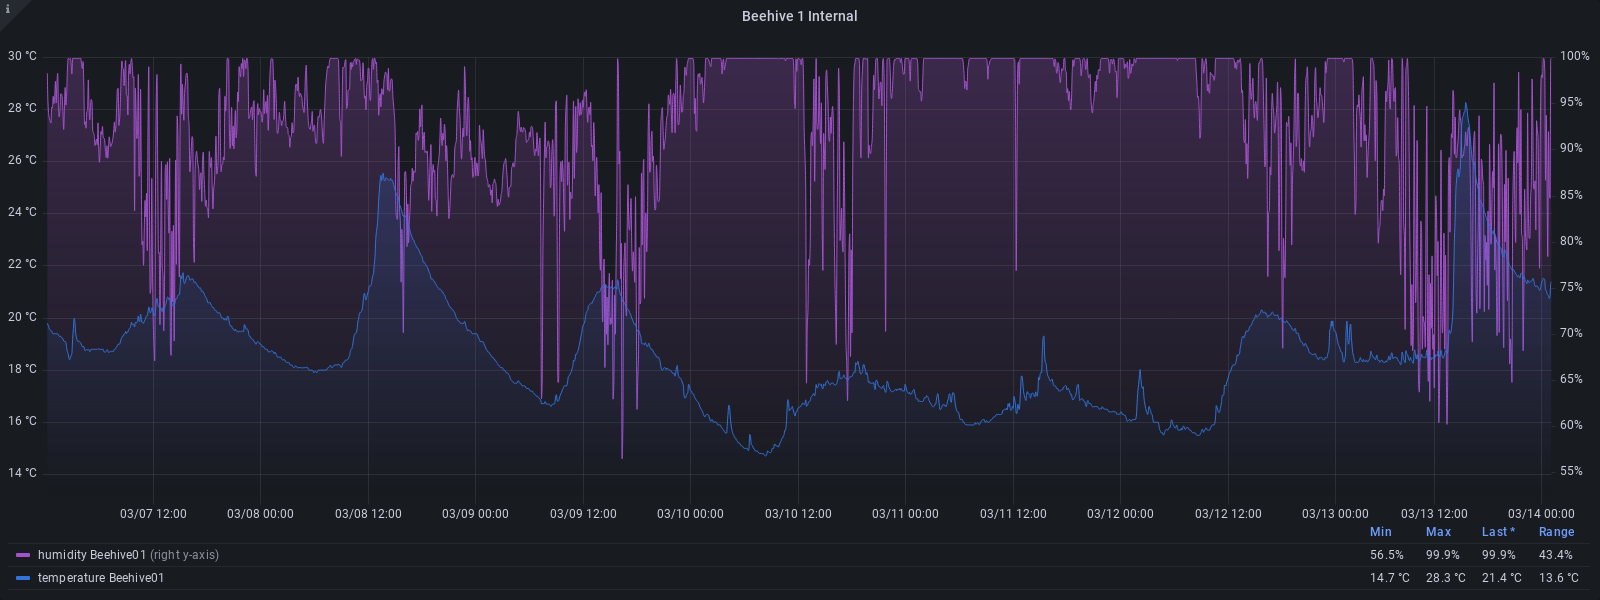 i
Beehive 1 Internal
30 °C 100%
28 °C 95%
26 °C 90%
24 °C 85%
22 °C 80%
20 °C 75%
18 °C 70%
16 °C 65%
14 °C 60%
55%
03/07 12:00 03/08 00:00 03/08 12:00 03/09 00:00 03/09 12:00 03/10 00:00 03/10 12:00 03/11 00:00 03/11 12:00 03/12 00:00 03/12 12:00 03/13 00:00 03/13 12:00 03/14 00:00
Min Max Last * Range
humidity Beehive01 (right y-axis) 56.5% 99.9% 99.9% 43.4%
temperature Beehive01 14.7 °C 28.3 °C 21.4 °C 13.6 °C